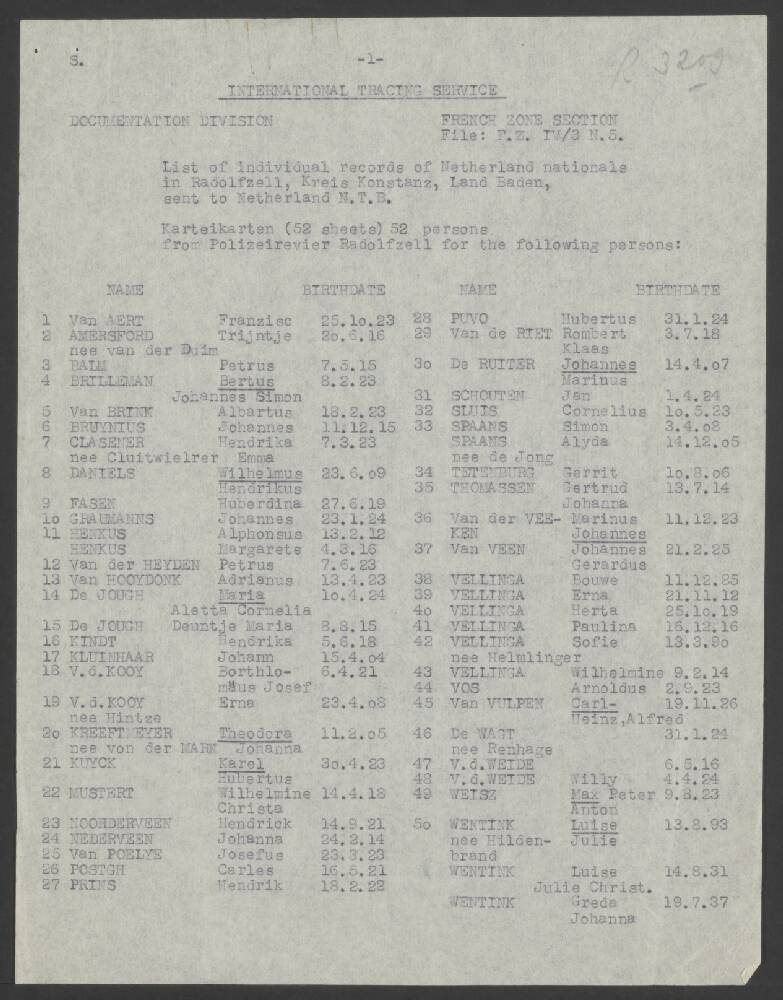 S. -1- R 3209
INTERNATIONAL TRACING SERVICE
DOCUMENTATION DIVISION FRENCH ZONE SECTION
File: F.Z. IV/3 N.5.
List of individual records of Netherland nationals
in Radolfzell, Kreis Konstanz, Land Baden,
sent to Netherland N.T.B.
Karteikarten (52 sheets) 52 persons
from Polizeirevier Radolfzell for the following persons:
NAME BIRTHDATE NAME BIRTHDATE
1 Van AERT Franzisc 25.10.23
2 AMERSFORD Trijntje 20.6.16
nee van der Duim
3 BALM Petrus 7.5.15
4 BRILLEMAN Bertus 8.2.23
Johannes Simon
5 Van BRINK Albartus 18.2.23
6 BRUYNIUS Johannes 11.12.15
7 CLASENER Hendrika 7.3.23
nee Cluitwielrer Emma
8 DANIELS Wilhelmus 23.6.09
Hendrikus
9 FASEN Huberdina 27.6.19
1o GRAUMANNS Johannes 23.1.24
11 HENKUS Alphonsus 13.2.12
HENKUS Margarete 4.3.16
12 Van der HEYDEN Petrus 7.6.23
13 Van HOOYDONK Adrianus 13.4.23
14 De JOUGH Maria 1o.4.24
Aletta Cornelia
15 De JOUGH Deuntje Maria 8.8.15
16 KINDT Hendrika 5.6.18
17 KLUINHAAR Johann 15.4.o4
18 V.d.KOOY Borthlo- 6.4.21
mäus Josef
19 V.d.KOOY Erna 23.4.o8
nee Hintze
2o KREEFTMEYER Theodora 11.2.o5
nee von der MARK Johanna
21 KUYCK Karel 3o.4.23
Hubertus
22 MUSTERT Wilhelmine 14.4.18
Christa
23 NOORDERVEEN Hendrick 14.9.21
24 NEDERVEEN Johanna 24.2.14
25 Van POELYE Josefus 23.3.23
26 POSTGH Carles 16.5.21
27 PRINS Hendrik 18.2.22
28 PUVO Hubertus 31.1.24
29 Van de RIET Rombert 3.7.18
Klaas
3o De RUITER Johannes 14.4.o7
Marinus
31 SCHOUTEN Jan 1.4.24
32 SLUIS Cornelius 1o.5.23
33 SPAANS Simon 3.4.o8
SPAANS Alyda 14.12.o5
nee de Jong
34 TETENBURG Gerrit 1o.8.o6
35 THOMASSEN Gertrud 13.7.14
Johanna
36 Van der VEE- Marinus 11.12.23
KEN Johannes
37 Van VEEN Johannes 21.2.25
Gerardus
38 VELLINGA Bouwe 11.12.85
39 VELLINGA Erna 21.11.12
4o VELLINGA Herta 25.1o.19
41 VELLINGA Paulina 16.12.16
42 VELLINGA Sofie 13.3.9o
nee Helmlinger
43 VELLINGA Wilhelmine 9.2.14
44 VOS Arnoldus 2.9.23
45 Van VULPEN Carl- 19.11.26
Heinz,Alfred
46 De WAST 31.1.24
nee Renhage
47 V.d.WEIDE 6.6.16
48 V.d.WEIDE Willy 4.4.24
49 WEISZ Max Peter 9.8.23
Anton
5o WENTINK Luise 13.8.93
nee Hilden- Julie
brand
WENTINK Luise 14.8.31
Julie Christ.
WENTINK Greda 19.7.37
Johanna